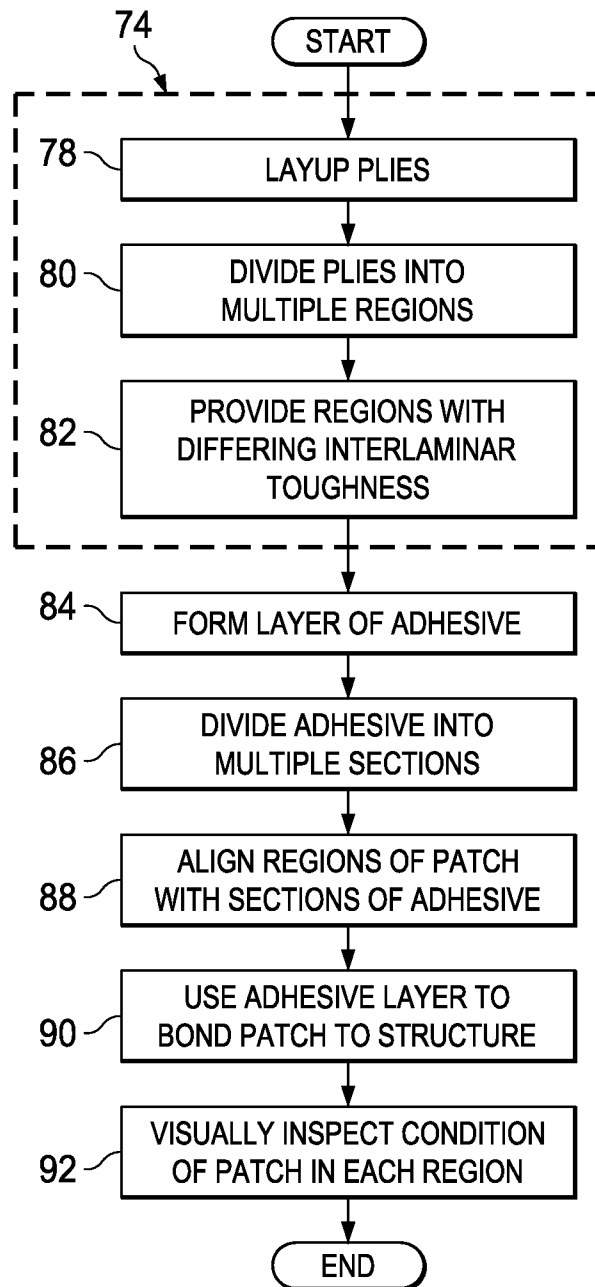 74
START
78
LAYUP PLIES
80
DIVIDE PLIES INTO
MULTIPLE REGIONS
82
PROVIDE REGIONS WITH
DIFFERING INTERLAMINAR
TOUGHNESS
84
FORM LAYER OF ADHESIVE
86
DIVIDE ADHESIVE INTO
MULTIPLE SECTIONS
88
ALIGN REGIONS OF PATCH
WITH SECTIONS OF ADHESIVE
90
USE ADHESIVE LAYER TO
BOND PATCH TO STRUCTURE
92
VISUALLY INSPECT CONDITION
OF PATCH IN EACH REGION
END